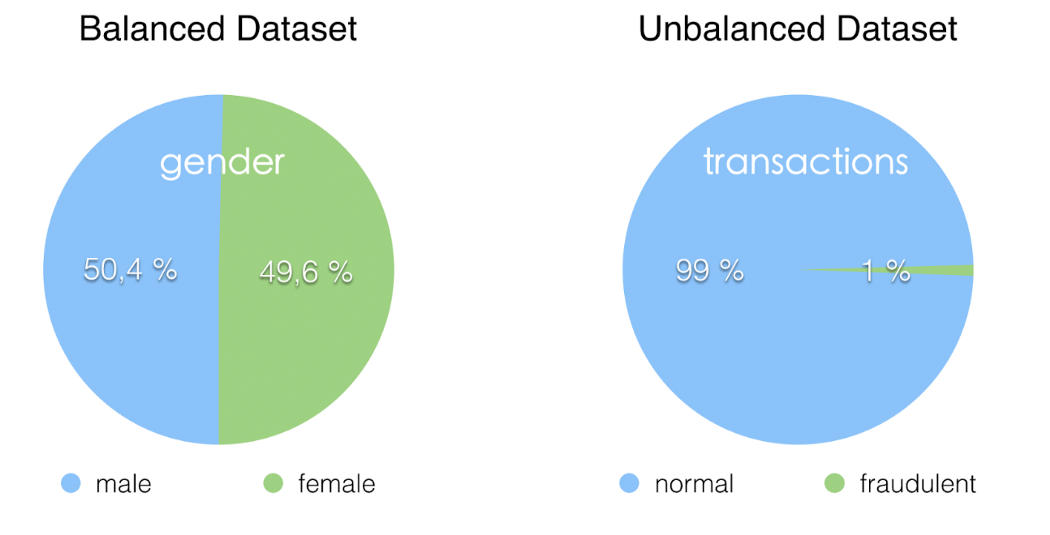 Balanced Dataset
gender
50,4 %
49,6 %
male
female
Unbalanced Dataset
transactions
99 %
1 %
normal
fraudulent